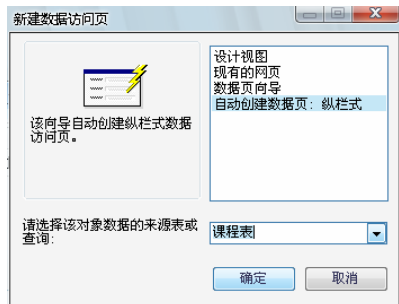 新建数据访问页
设计视图
现有的网页
数据页向导
自动创建数据页：纵栏式
该向导自动创建纵栏式数据
访问页。
请选择该对象数据的来源表或
查询:
课程表
确定
取消